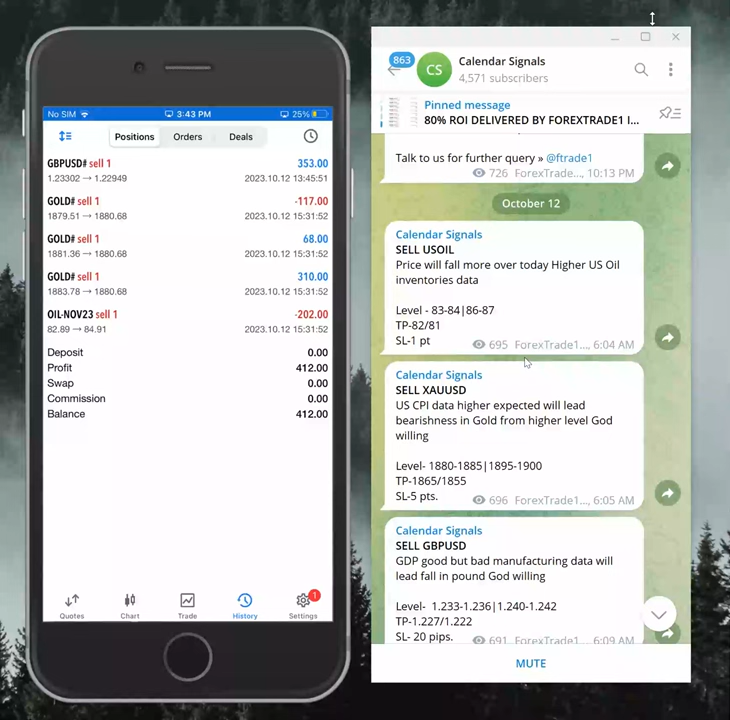 No SIM
3:43 PM
25%
Positions
Orders
Deals
GBPUSD# sell 1
353.00
1.23302 → 1.22949
2023.10.12 13:45:51
GOLD# sell 1
-117.00
1879.51 → 1880.68
2023.10.12 15:31:52
GOLD# sell 1
68.00
1881.36 → 1880.68
2023.10.12 15:31:52
GOLD# sell 1
310.00
1883.78 → 1880.68
2023.10.12 15:31:52
OIL-NOV23 sell 1
-202.00
82.89 → 84.91
2023.10.12 15:31:52
Deposit
0.00
Profit
412.00
Swap
0.00
Commission
0.00
Balance
412.00
Quotes
Chart
Trade
History
Settings
1
863
CS
Calendar Signals
4,571 subscribers
Pinned message
80% ROI DELIVERED BY FOREXTRADE1 I...
Talk to us for further query » @ftrade1
726 ForexTrade..., 10:13 PM
October 12
Calendar Signals
SELL USOIL
Price will fall more over today Higher US Oil
inventories data
Level - 83-84|86-87
TP-82/81
SL-1 pt
695 ForexTrade1..., 6:04 AM
Calendar Signals
SELL XAUUSD
US CPI data higher expected will lead
bearishness in Gold from higher level God
willing
Level- 1880-1885|1895-1900
TP-1865/1855
SL-5 pts.
696 ForexTrade1..., 6:05 AM
Calendar Signals
SELL GBPUSD
GDP good but bad manufacturing data will
lead fall in pound God willing
Level- 1.233-1.236|1.240-1.242
TP-1.227/1.222
SL- 20 pips.
691 ForexTrade1..., 6:09 AM
MUTE